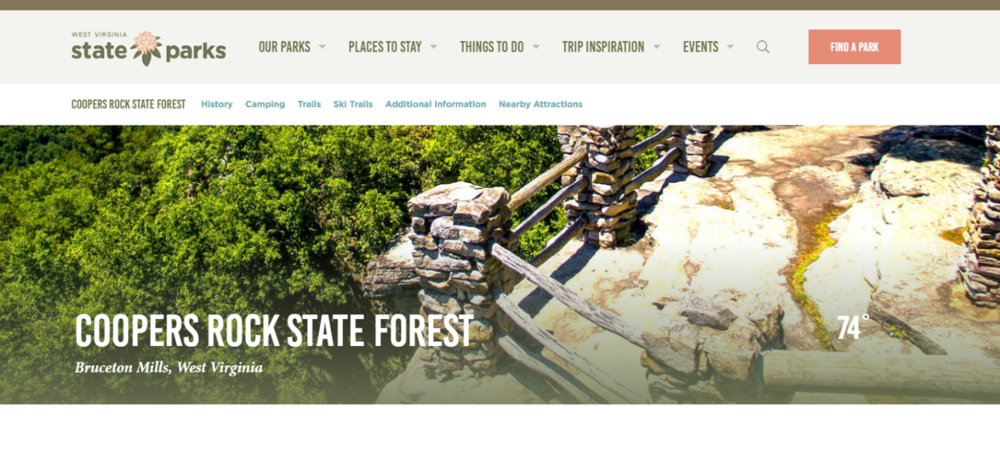 WEST VIRGINIA
state parks
OUR PARKS PLACES TO STAY THINGS TO DO TRIP INSPIRATION EVENTS FIND A PARK
COOPERS ROCK STATE FOREST History Camping Trails Ski Trails Additional Information Nearby Attractions
COOPERS ROCK STATE FOREST
74°
Bruceton Mills, West Virginia